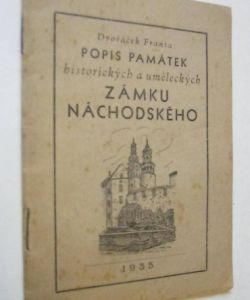 Dvořáček Franta:
POPIS PAMÁTEK
historických a uměleckých
ZÁMKU
NÁCHODSKÉHO
1935